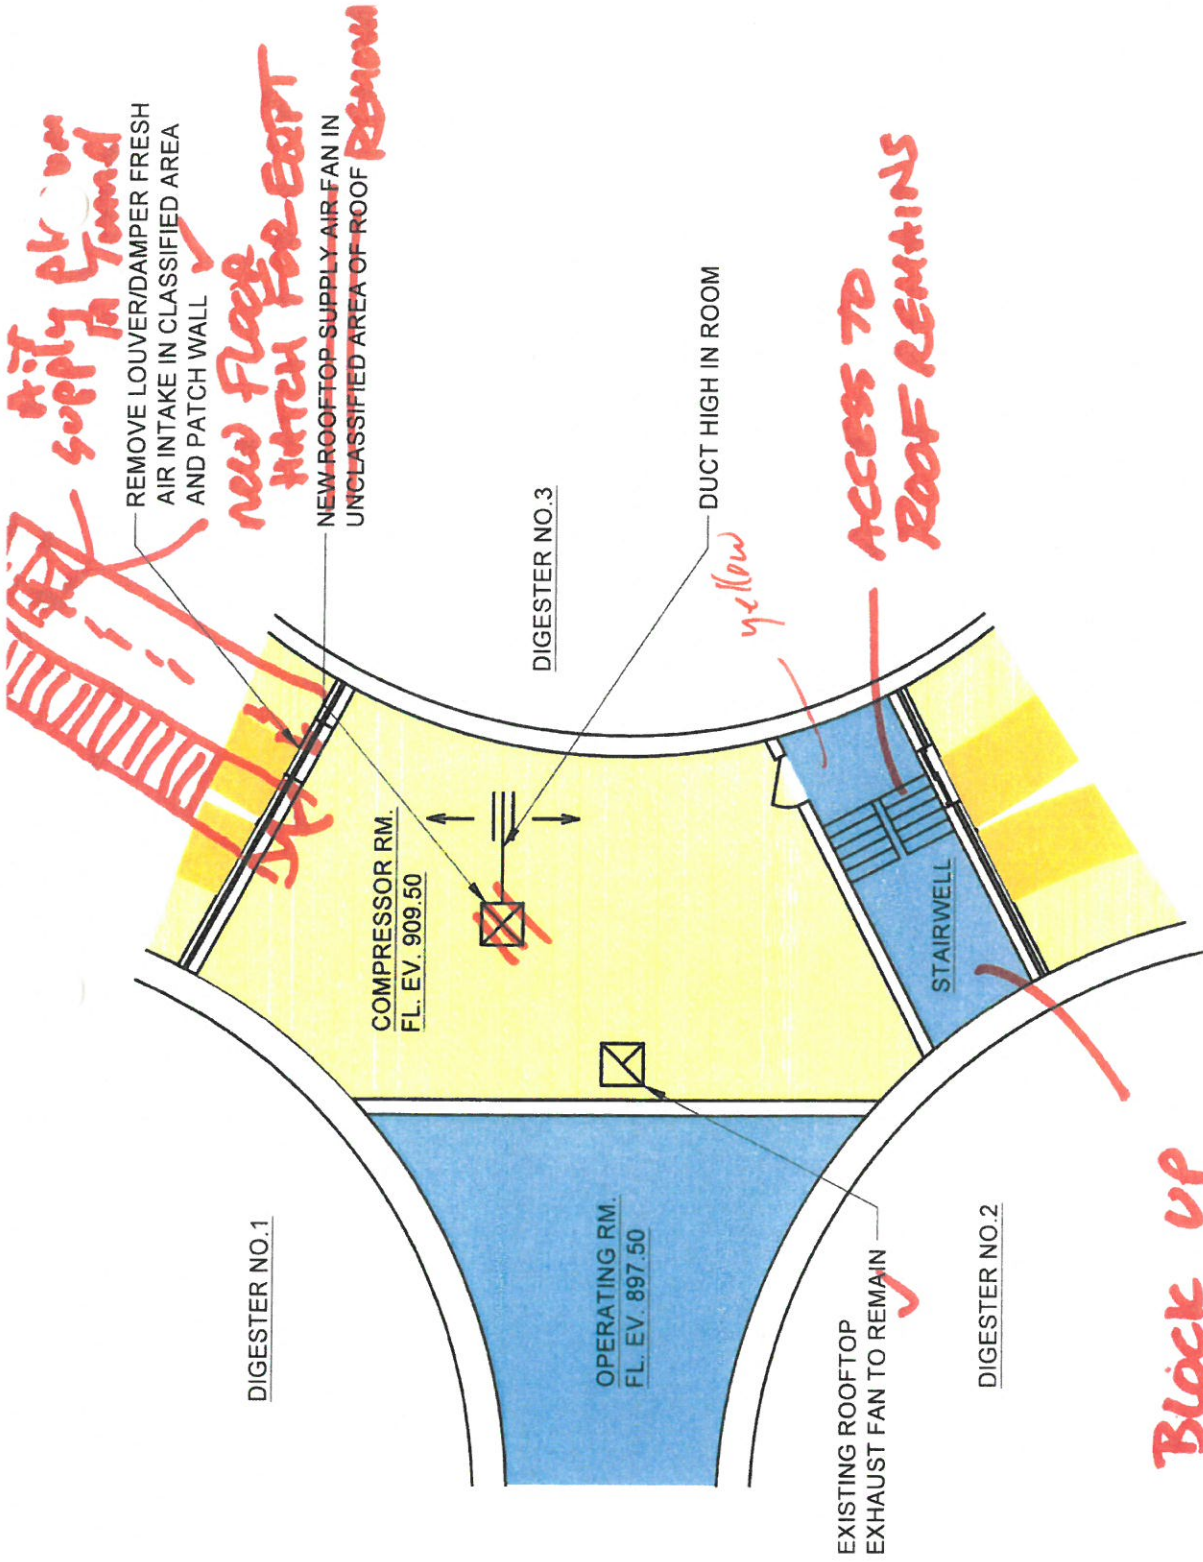 AIR
supply
REMOVE LOUVER/DAMPER FRESH
AIR INTAKE IN CLASSIFIED AREA
AND PATCH WALL
NEW FLOOR
HATCH FOR EQPT
NEW ROOFTOP SUPPLY AIR FAN IN
UNCLASSIFIED AREA OF ROOF
REMOVE
DIGESTER NO.3
DUCT HIGH IN ROOM
yellow
ACCESS TO
ROOF REMAINS
COMPRESSOR RM.
FL. EV. 909.50
STAIRWELL
DIGESTER NO.1
OPERATING RM.
FL. EV. 897.50
EXISTING ROOFTOP
EXHAUST FAN TO REMAIN
DIGESTER NO.2
BLOCK UP